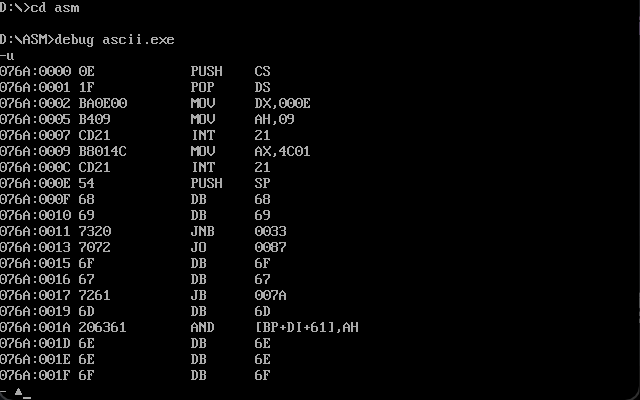 D:\>cd asm
D:\ASM>debug ascii.exe
-u
076A:0000 0E PUSH CS
076A:0001 1F POP DS
076A:0002 BA0E00 MOV DX,000E
076A:0005 B409 MOV AH,09
076A:0007 CD21 INT 21
076A:0009 B8014C MOV AX,4C01
076A:000C CD21 INT 21
076A:000E 54 PUSH SP
076A:000F 68 DB 68
076A:0010 69 DB 69
076A:0011 7320 JNB 0033
076A:0013 7072 JO 0087
076A:0015 6F DB 6F
076A:0016 67 DB 67
076A:0017 7261 JB 007A
076A:0019 6D DB 6D
076A:001A 206361 AND [BP+DI+61],AH
076A:001D 6E DB 6E
076A:001E 6E DB 6E
076A:001F 6F DB 6F
- ▲_